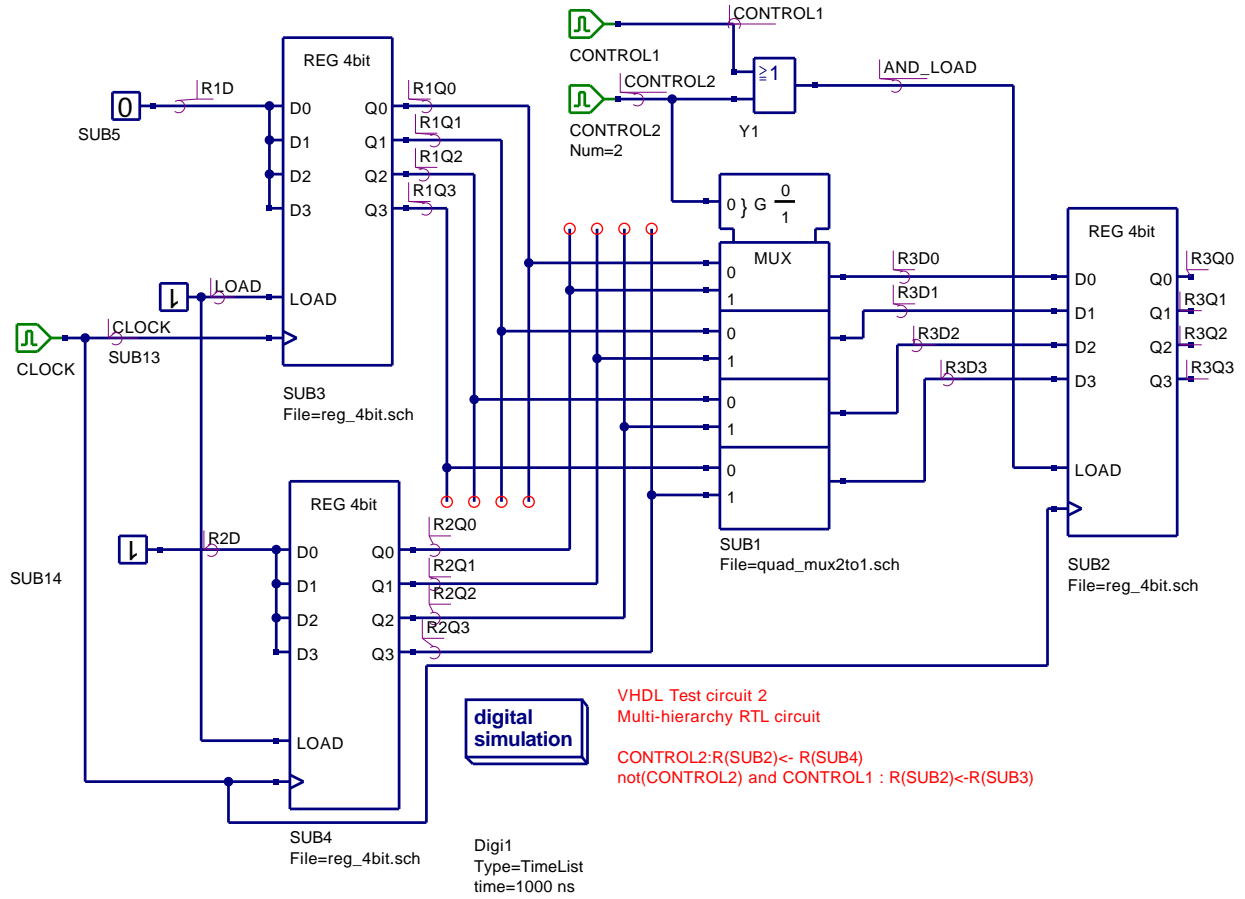 CONTROL1
CONTROL1
CONTROL2
CONTROL2
Num=2
≧1
Y1
AND_LOAD
0
SUB5
R1D
REG 4bit
D0
D1
D2
D3
Q0
Q1
Q2
Q3
LOAD
R1Q0
R1Q1
R1Q2
R1Q3
1
LOAD
CLOCK
CLOCK
SUB13
SUB3
File=reg_4bit.sch
0 } G 0
1
MUX
0
1
0
1
0
1
0
1
SUB1
File=quad_mux2to1.sch
R3D0
R3D1
R3D2
R3D3
REG 4bit
D0
D1
D2
D3
Q0
Q1
Q2
Q3
LOAD
R3Q0
R3Q1
R3Q2
R3Q3
SUB2
File=reg_4bit.sch
1
SUB14
R2D
REG 4bit
D0
D1
D2
D3
Q0
Q1
Q2
Q3
LOAD
R2Q0
R2Q1
R2Q2
R2Q3
SUB4
File=reg_4bit.sch
digital
simulation
Digi1
Type=TimeList
time=1000 ns
VHDL Test circuit 2
Multi-hierarchy RTL circuit
CONTROL2:R(SUB2)<- R(SUB4)
not(CONTROL2) and CONTROL1 : R(SUB2)<-R(SUB3)